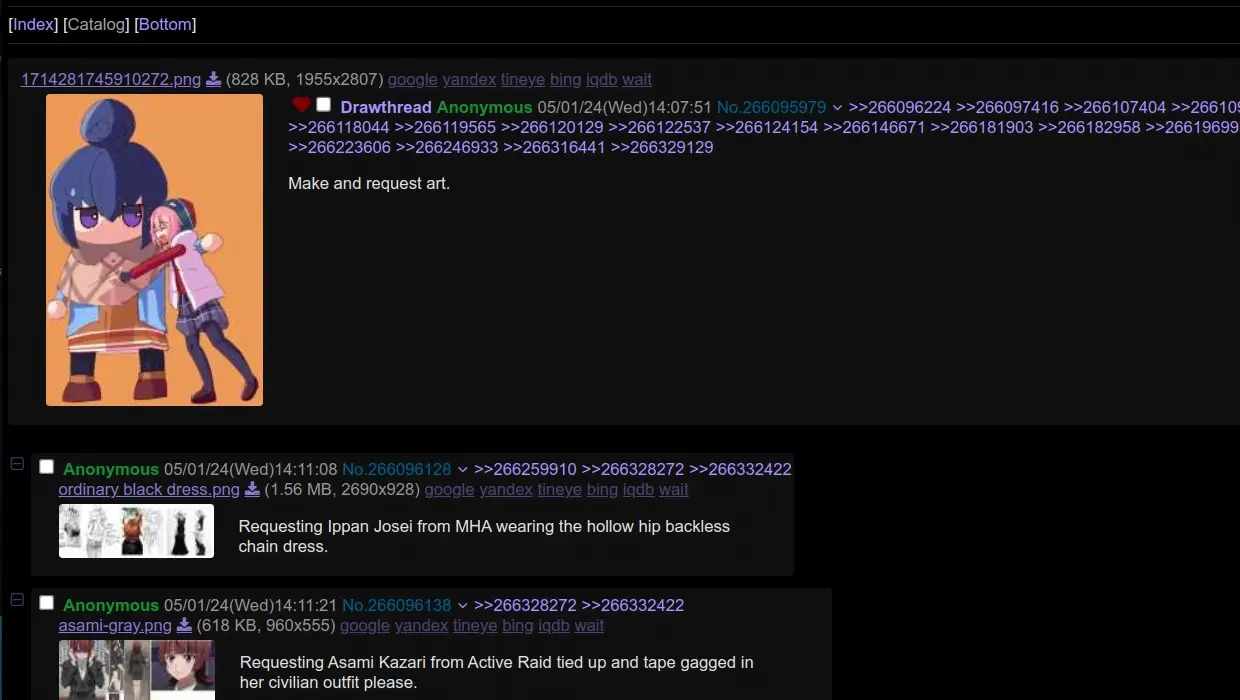 [Index] [Catalog] [Bottom]
1714281745910272.png (828 KB, 1955x2807) google yandex tineye bing iqdb wait
Drawthread Anonymous 05/01/24(Wed)14:07:51 No.266095979 >>266096224 >>266097416 >>266107404 >>266109
>>266118044 >>266119565 >>266120129 >>266122537 >>266124154 >>266146671 >>266181903 >>266182958 >>26619699
>>266223606 >>266246933 >>266316441 >>266329129
Make and request art.
Anonymous 05/01/24(Wed)14:11:08 No.266096128 >>266259910 >>266328272 >>266332422
ordinary black dress.png (1.56 MB, 2690x928) google yandex tineye bing iqdb wait
Requesting Ippan Josei from MHA wearing the hollow hip backless
chain dress.
Anonymous 05/01/24(Wed)14:11:21 No.266096138 >>266328272 >>266332422
asami-gray.png (618 KB, 960x555) google yandex tineye bing iqdb wait
Requesting Asami Kazari from Active Raid tied up and tape gagged in
her civilian outfit please.